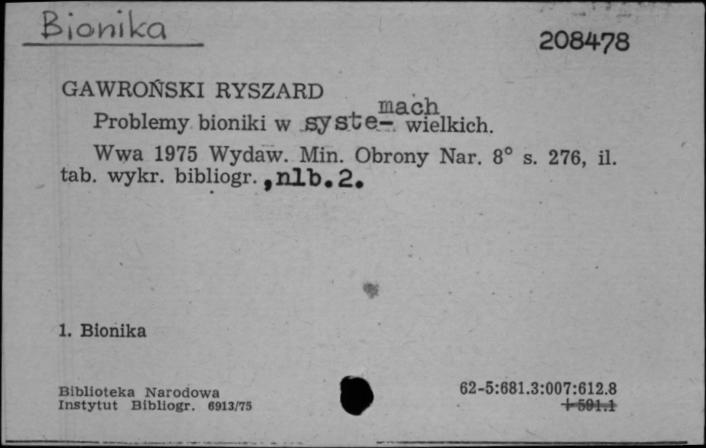 Bionika
208478
GAWROŃSKI RYSZARD
Problemy bioniki w syste- mach wielkich.
Wwa 1975 Wydaw. Min. Obrony Nar. 8° s. 276, il.
tab. wykr. bibliogr. , nlb. 2.
1. Bionika
Biblioteka Narodowa
Instytut Bibliogr. 6913/75
62-5:681.3:007:612.8
+591.1